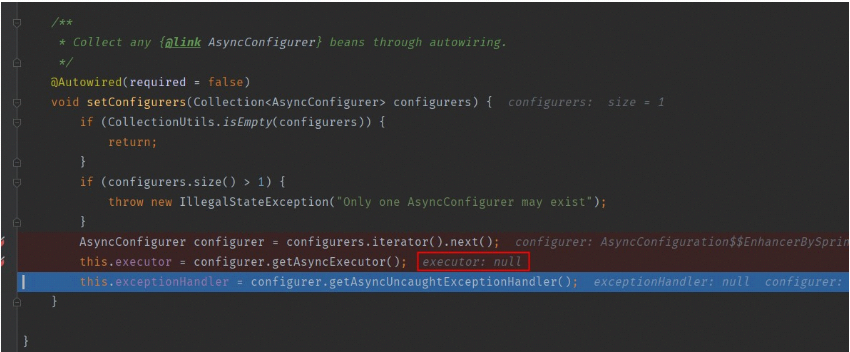 /**
* Collect any {@link AsyncConfigurer} beans through autowiring.
*/
@Autowired(required = false)
void setConfigurers(Collection<AsyncConfigurer> configurers) { configurers: size = 1
if (CollectionUtils.isEmpty(configurers)) {
return;
}
if (configurers.size() > 1) {
throw new IllegalStateException("Only one AsyncConfigurer may exist");
}
AsyncConfigurer configurer = configurers.iterator().next(); configurer: AsyncConfiguration$$EnhancerBySprin
this.executor = configurer.getAsyncExecutor(); executor: null
this.exceptionHandler = configurer.getAsyncUncaughtExceptionHandler(); exceptionHandler: null configurer:
}
}